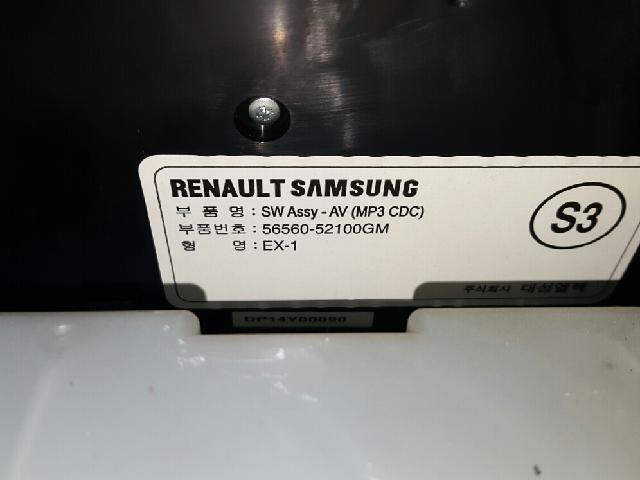 RENAULT SAMSUNG
부 품 명 : SW Assy - AV (MP3 CDC)
부품번호 : 56560-52100GM
형 명 : EX-1
S3
주식회사 대성엘텍
DP14Y00090